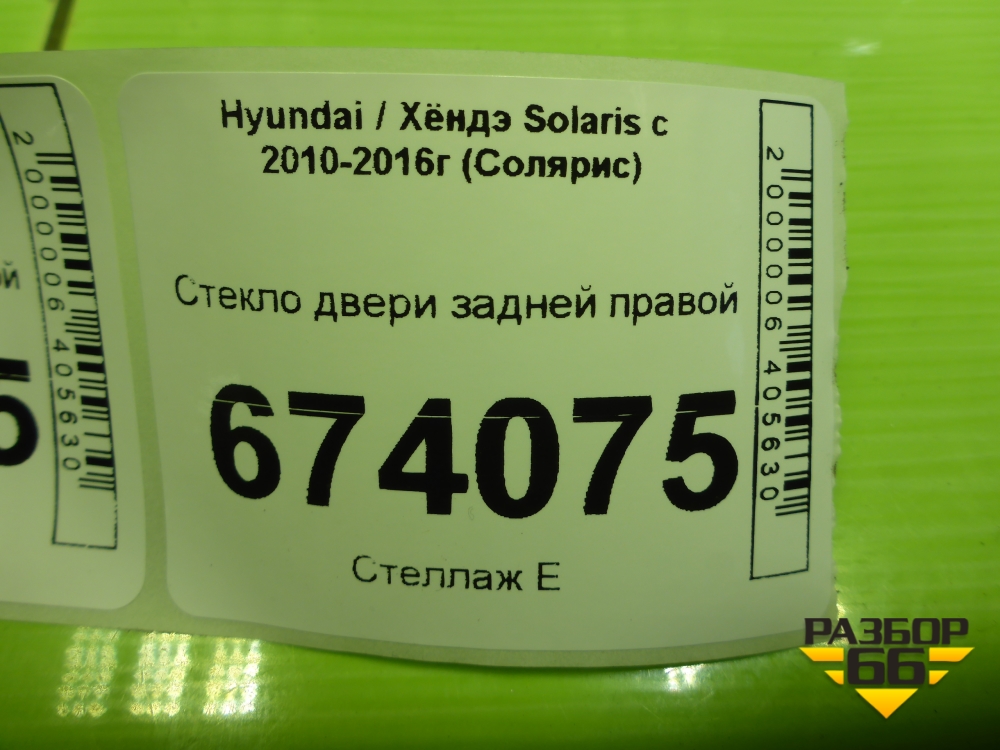 Hyundai / Хёндэ Solaris с
2010-2016г (Солярис)
Стекло двери задней правой
674075
Стеллаж Е
2000006405630
2000006405630
РАЗБОР
66